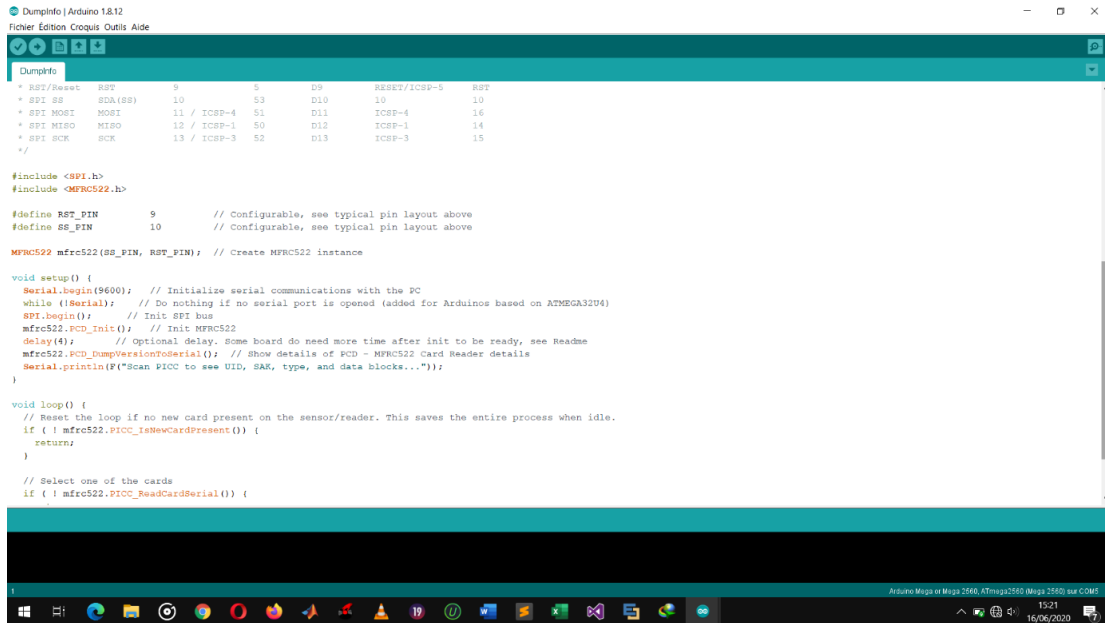 DumpInfo | Arduino 1.8.12
Fichier Édition Croquis Outils Aide
DumpInfo
* RST/Reset RST 9 5 D9 RESET/ICSP-5 RST
* SPI SS SDA(SS) 10 53 D10 10 10
* SPI MOSI MOSI 11 / ICSP-4 51 D11 ICSP-4 16
* SPI MISO MISO 12 / ICSP-1 50 D12 ICSP-1 14
* SPI SCK SCK 13 / ICSP-3 52 D13 ICSP-3 15
*/
#include <SPI.h>
#include <MFRC522.h>
#define RST_PIN 9 // Configurable, see typical pin layout above
#define SS_PIN 10 // Configurable, see typical pin layout above
MFRC522 mfrc522(SS_PIN, RST_PIN); // Create MFRC522 instance
void setup() {
Serial.begin(9600); // Initialize serial communications with the PC
while (!Serial); // Do nothing if no serial port is opened (added for Arduinos based on ATMEGA32U4)
SPI.begin(); // Init SPI bus
mfrc522.PCD_Init(); // Init MFRC522
delay(4); // Optional delay. Some board do need more time after init to be ready, see Readme
mfrc522.PCD_DumpVersionToSerial(); // Show details of PCD - MFRC522 Card Reader details
Serial.println(F("Scan PICC to see UID, SAK, type, and data blocks..."));
}
void loop() {
// Reset the loop if no new card present on the sensor/reader. This saves the entire process when idle.
if ( ! mfrc522.PICC_IsNewCardPresent()) {
return;
}
// Select one of the cards
if ( ! mfrc522.PICC_ReadCardSerial()) {
1
Arduino Mega or Mega 2560, ATmega2560 (Mega 2560) sur COM5
19
15:21
16/06/2020
7